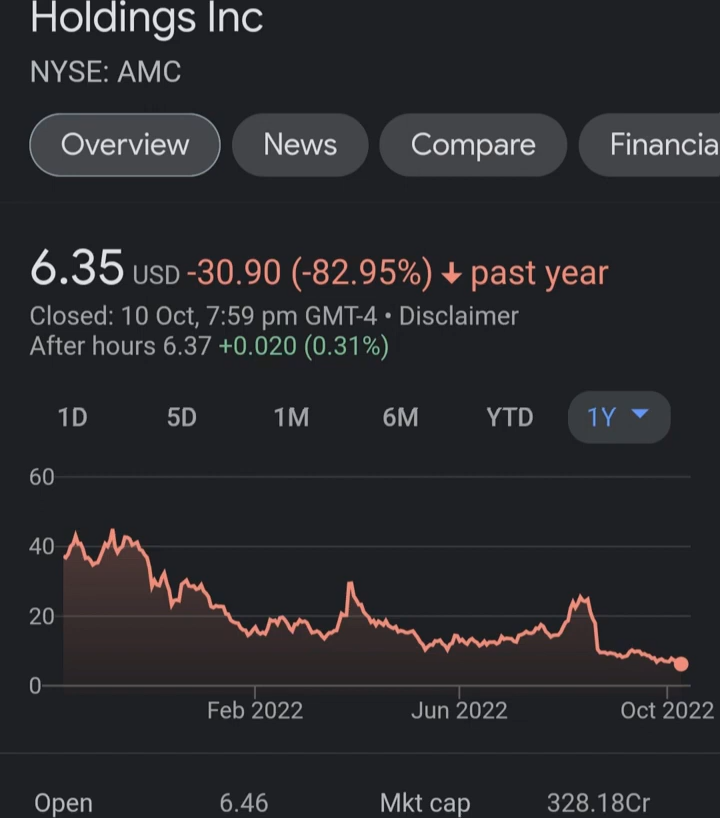 Holdings Inc
NYSE: AMC
Overview News Compare Financia
6.35 USD -30.90 (-82.95%) ↓ past year
Closed: 10 Oct, 7:59 pm GMT-4 • Disclaimer
After hours 6.37 +0.020 (0.31%)
1D 5D 1M 6M YTD 1Y
60
40
20
0
Feb 2022 Jun 2022 Oct 2022
Open 6.46 Mkt cap 328.18Cr